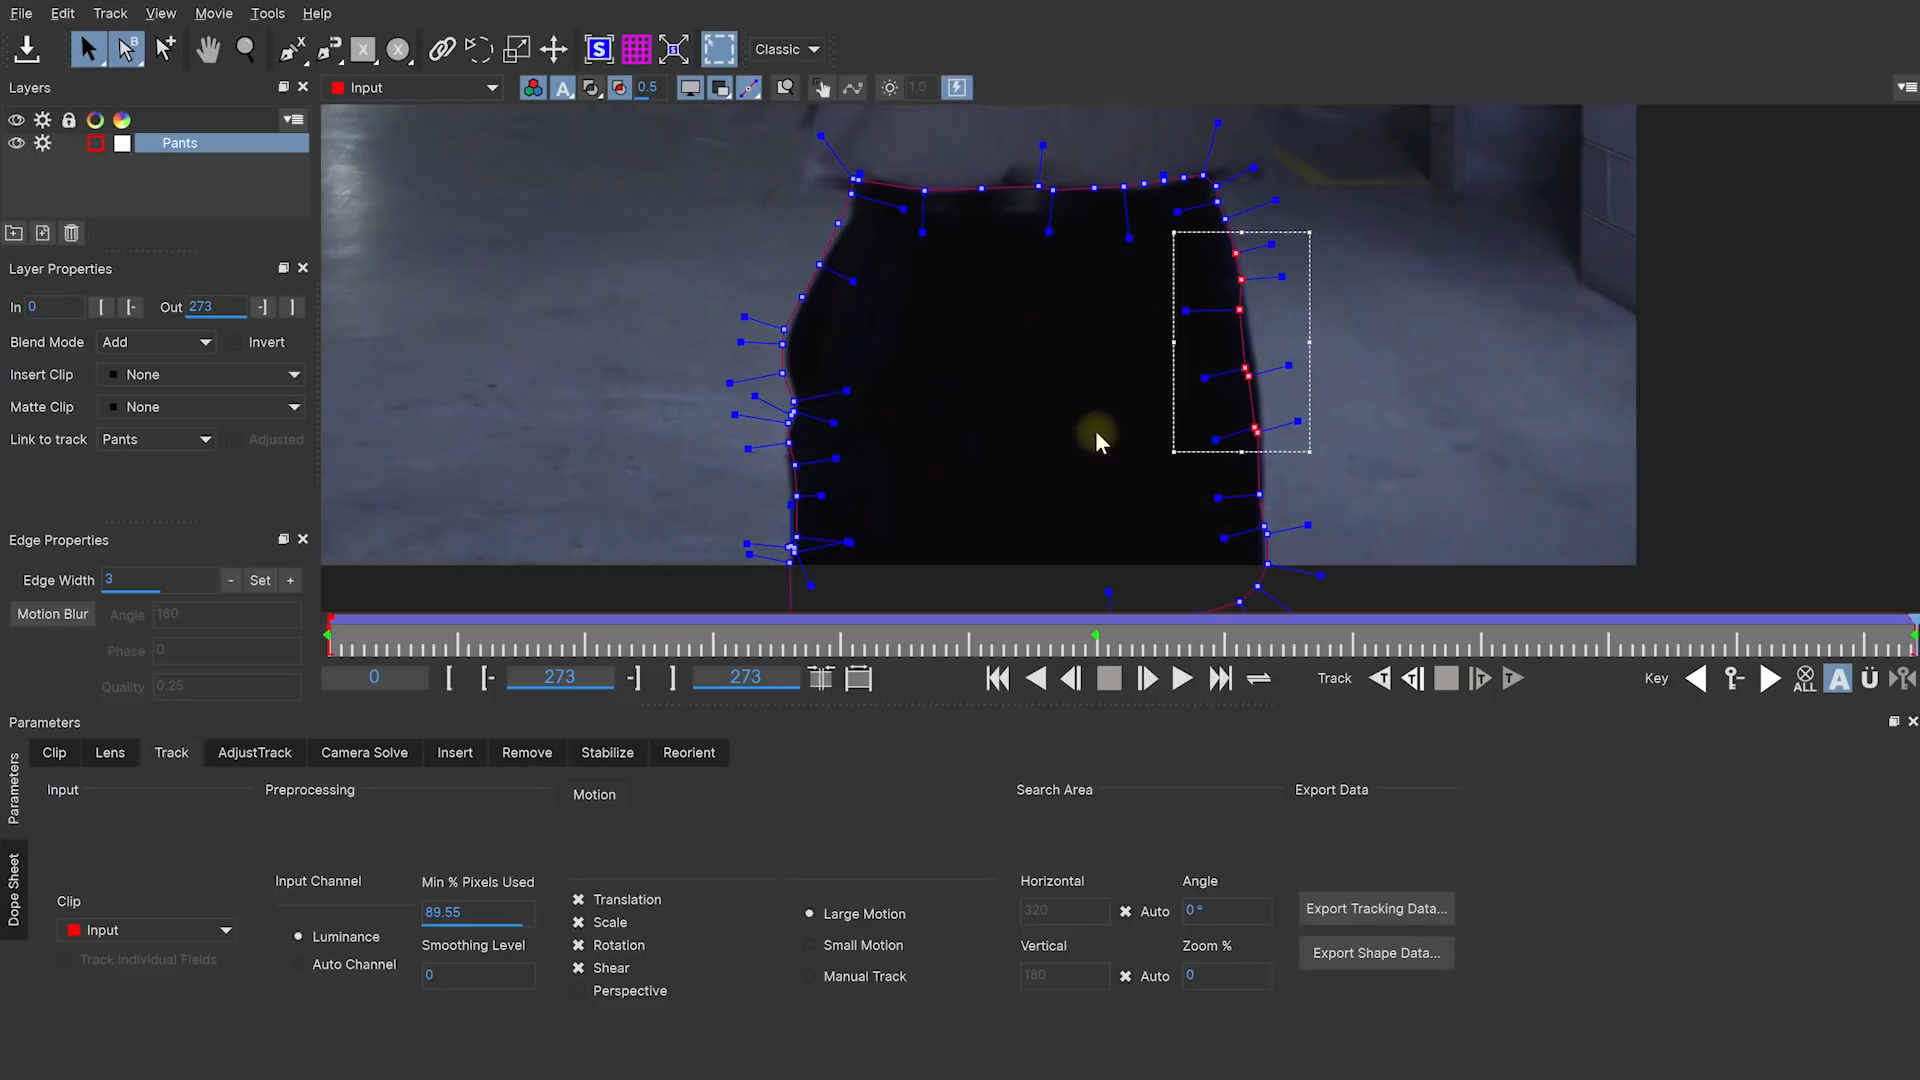 File Edit Track View Movie Tools Help
B
X X
S S Classic
Layers
Input A 0.5 1.0
Pants
Layer Properties
In 0 [ [- Out 273 -] ]
Blend Mode Add Invert
Insert Clip None
Matte Clip None
Link to track Pants Adjusted
Edge Properties
Edge Width 3 - Set +
Motion Blur Angle 180
Phase 0
Quality 0.25
0 [ [- 273 -] ] 273 Track T T T T Key ALL A Ü
Parameters
Parameters
Dope Sheet
Clip Lens Track AdjustTrack Camera Solve Insert Remove Stabilize Reorient
Input Preprocessing Motion Search Area Export Data
Input Channel Min % Pixels Used Horizontal Angle
Clip 89.55 Translation Large Motion 320 Auto 0 ° Export Tracking Data...
Input Luminance Scale
Smoothing Level Rotation Small Motion Vertical Zoom % Export Shape Data...
Track Individual Fields Auto Channel 0 Shear Manual Track 180 Auto 0
Perspective